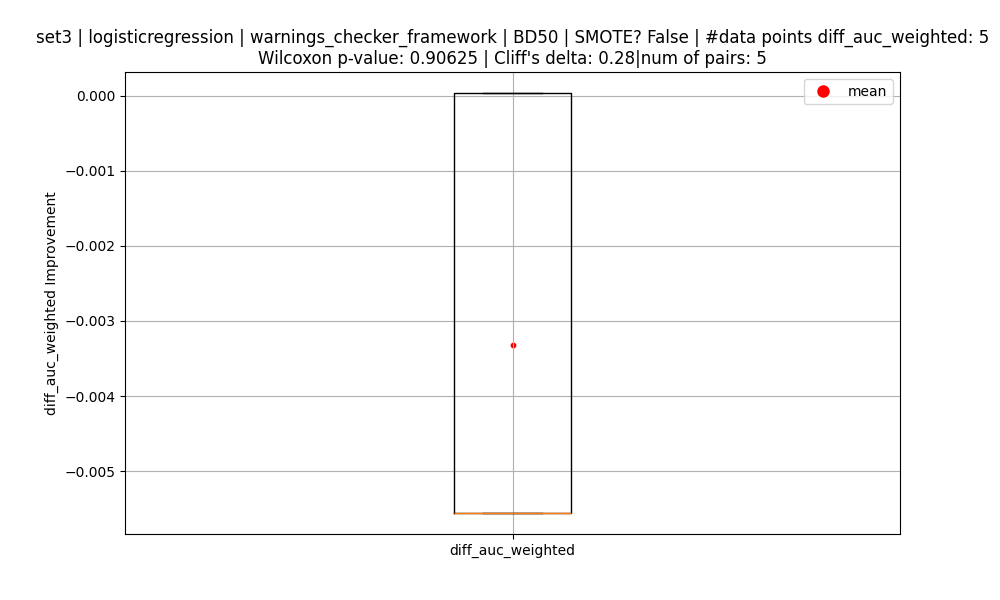 set3 | logisticregression | warnings_checker_framework | BD50 | SMOTE? False | #data points diff_auc_weighted: 5
Wilcoxon p-value: 0.90625 | Cliff's delta: 0.28|num of pairs: 5
mean
0.000
−0.001
−0.002
−0.003
−0.004
−0.005
diff_auc_weighted Improvement
diff_auc_weighted